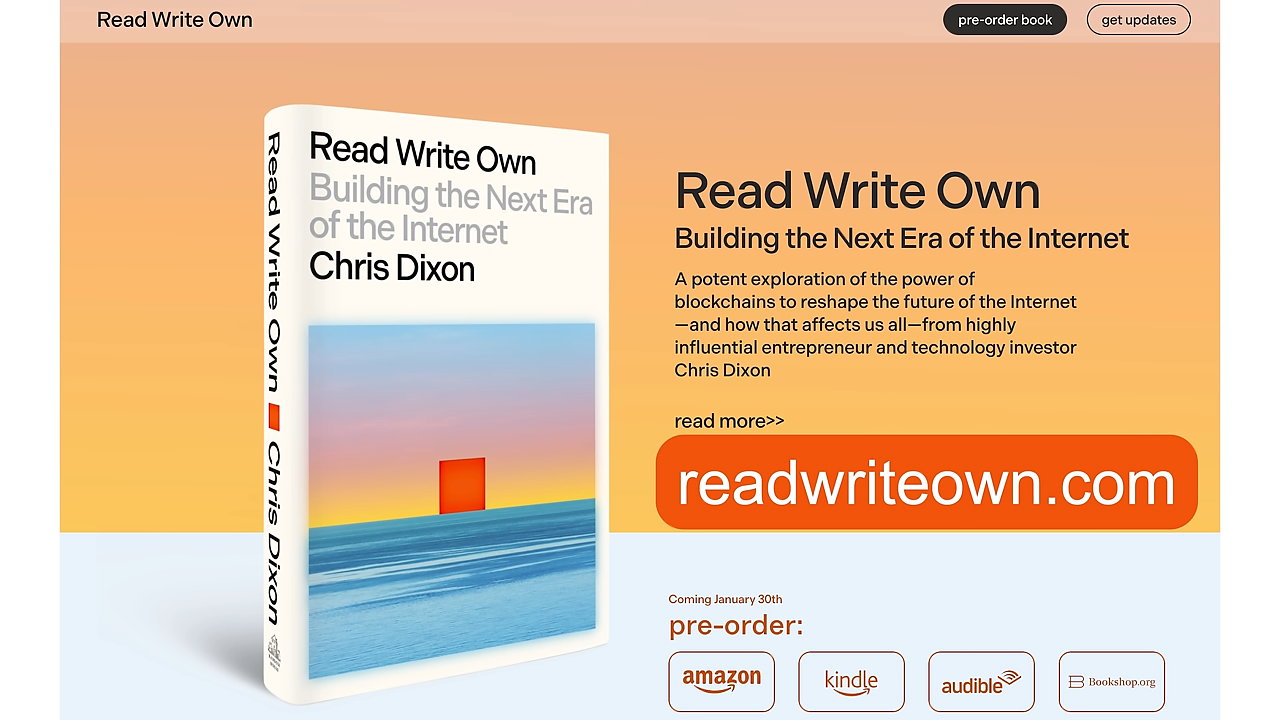 Read Write Own
pre-order book
get updates
Read Write Own
Building the Next Era
of the Internet
Chris Dixon
Read Write Own Chris Dixon
Read Write Own
Building the Next Era of the Internet
A potent exploration of the power of
blockchains to reshape the future of the Internet
—and how that affects us all—from highly
influential entrepreneur and technology investor
Chris Dixon
read more>>
readwriteown.com
Coming January 30th
pre-order:
amazon
kindle
audible
Bookshop.org